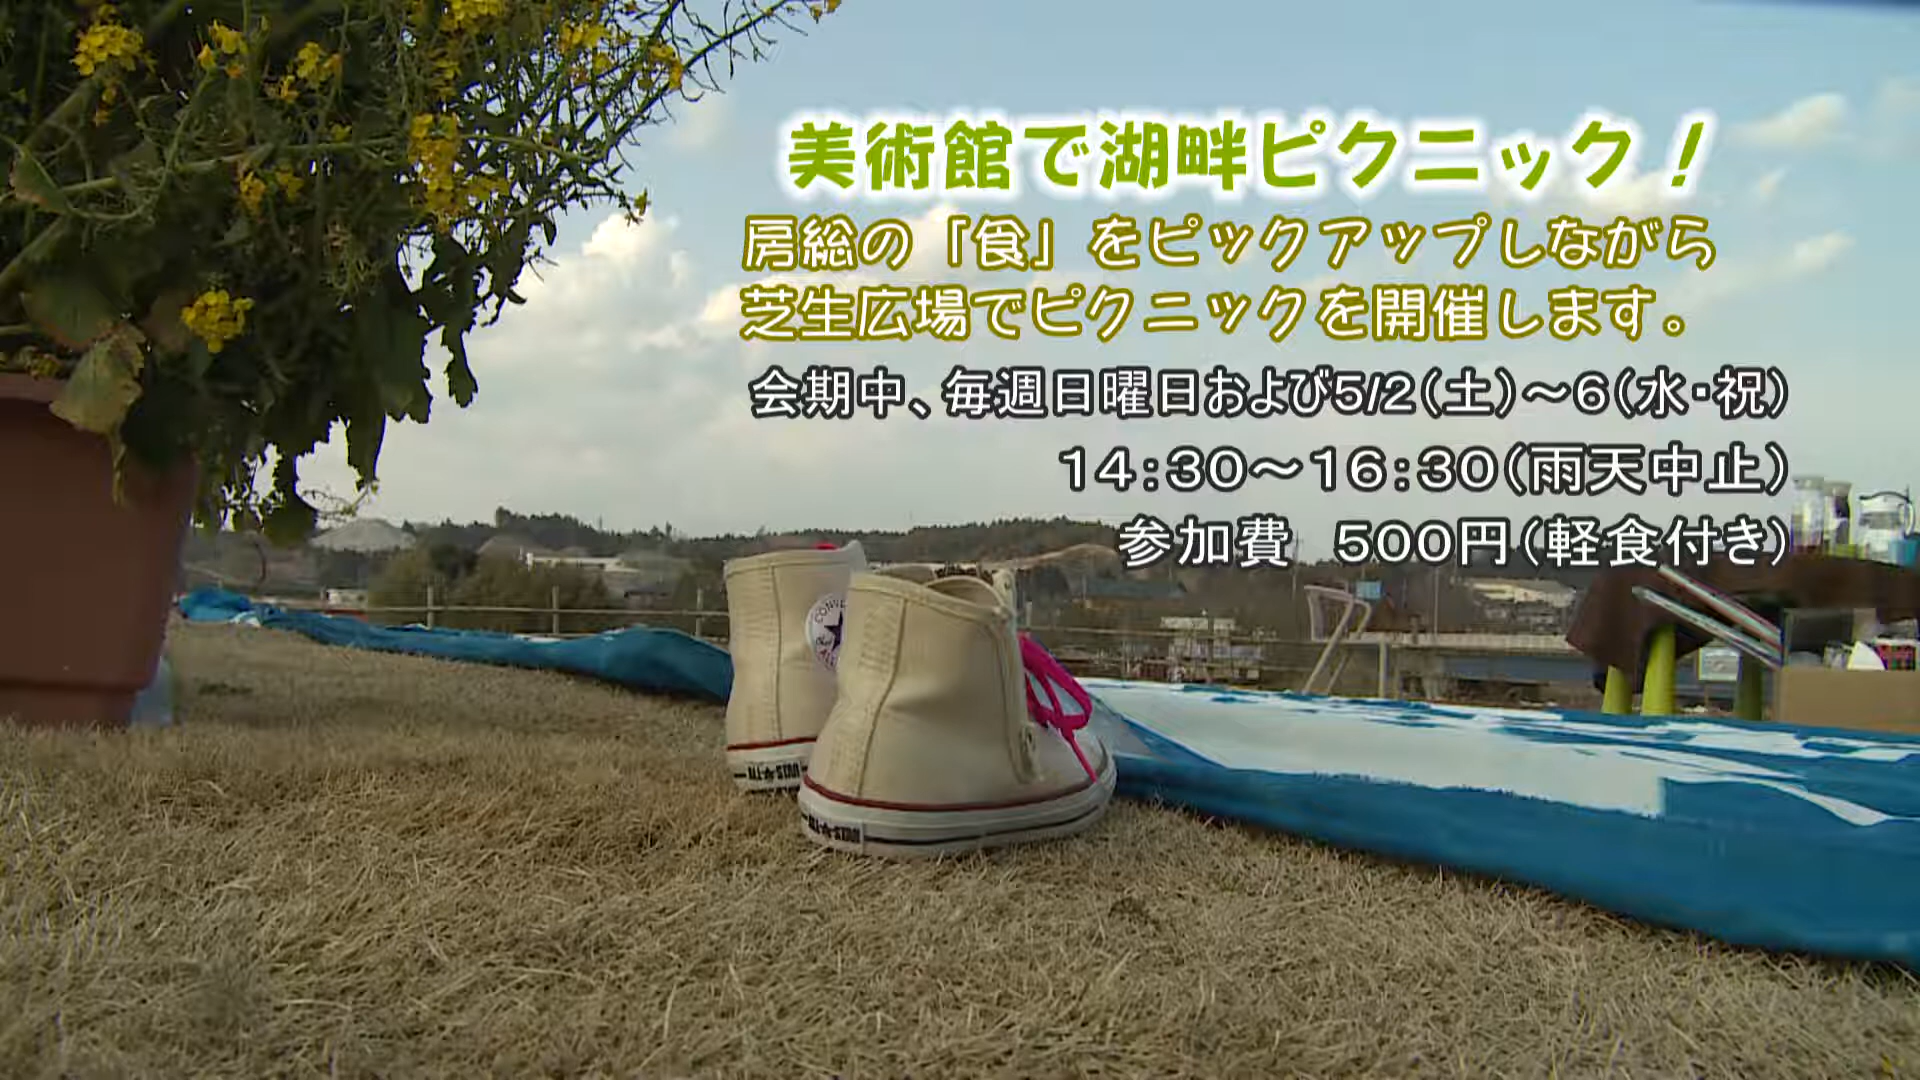 美術館で湖畔ピクニック！
房総の「食」をピックアップしながら
芝生広場でピクニックを開催します。
会期中、毎週日曜日および5/2（土）～6（水・祝）
１４：３０～１６：３０（雨天中止）
参加費　５００円（軽食付き）
ALL★STAR